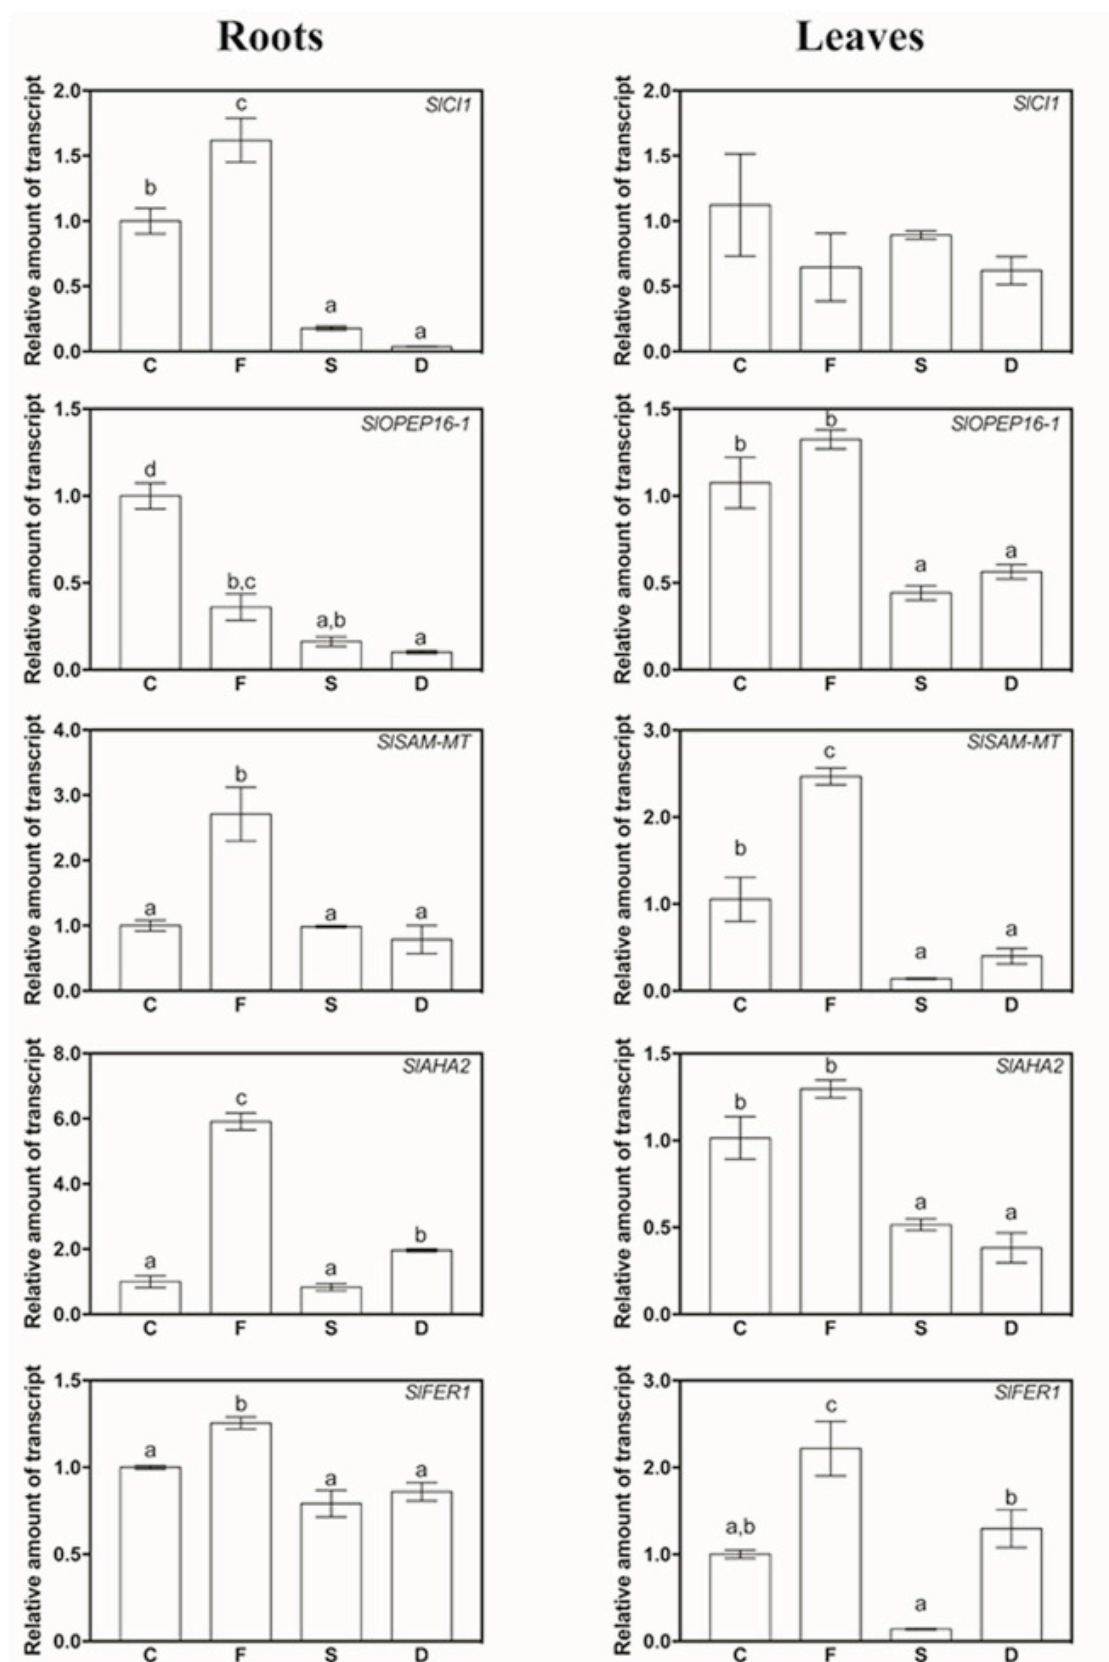 Roots
Leaves
Relative amount of transcript
2.0
1.5
1.0
0.5
0.0
SlCI1
b
c
a
a
C F S D
Relative amount of transcript
2.0
1.5
1.0
0.5
0.0
SlCI1
C F S D
Relative amount of transcript
1.5
1.0
0.5
0.0
SlOPEP16-1
d
b,c
a,b
a
C F S D
Relative amount of transcript
1.5
1.0
0.5
0.0
SlOPEP16-1
b
b
a
a
C F S D
Relative amount of transcript
4.0
3.0
2.0
1.0
0.0
SlSAM-MT
a
b
a
a
C F S D
Relative amount of transcript
3.0
2.0
1.0
0.0
SlSAM-MT
b
c
a
a
C F S D
Relative amount of transcript
8.0
6.0
4.0
2.0
0.0
SlAHA2
a
c
a
b
C F S D
Relative amount of transcript
1.5
1.0
0.5
0.0
SlAHA2
b
b
a
a
C F S D
Relative amount of transcript
1.5
1.0
0.5
0.0
SlFER1
a
b
a
a
C F S D
Relative amount of transcript
3.0
2.0
1.0
0.0
SlFER1
a,b
c
a
b
C F S D